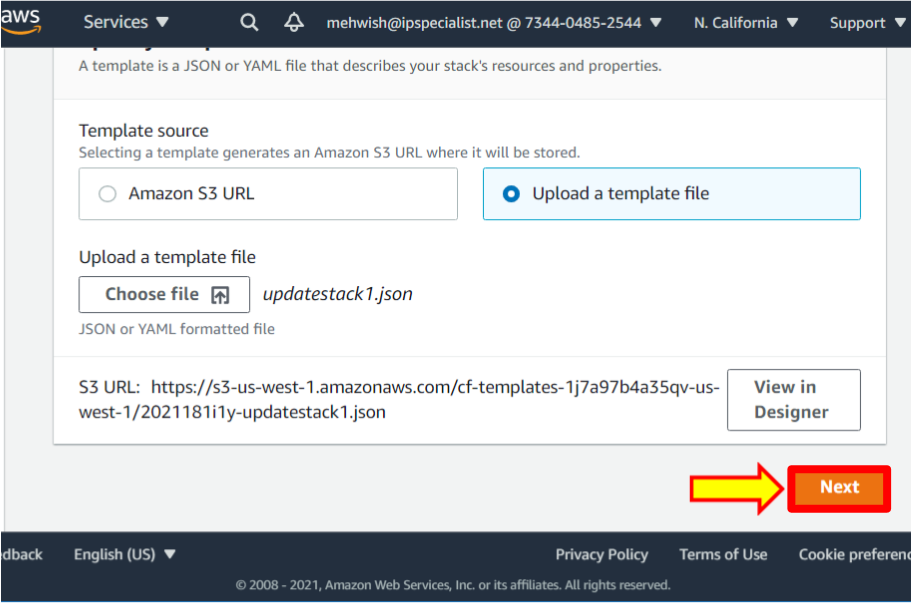 aws Services mehwish@ipspecialist.net @ 7344-0485-2544 N. California Support
A template is a JSON or YAML file that describes your stack's resources and properties.
Template source
Selecting a template generates an Amazon S3 URL where it will be stored.
Amazon S3 URL Upload a template file
Upload a template file
Choose file updatestack1.json
JSON or YAML formatted file
S3 URL: https://s3-us-west-1.amazonaws.com/cf-templates-1j7a97b4a35qv-us-
west-1/2021181i1y-updatestack1.json
View in
Designer
Next
edback English (US) Privacy Policy Terms of Use Cookie preferenc
© 2008 - 2021, Amazon Web Services, Inc. or its affiliates. All rights reserved.